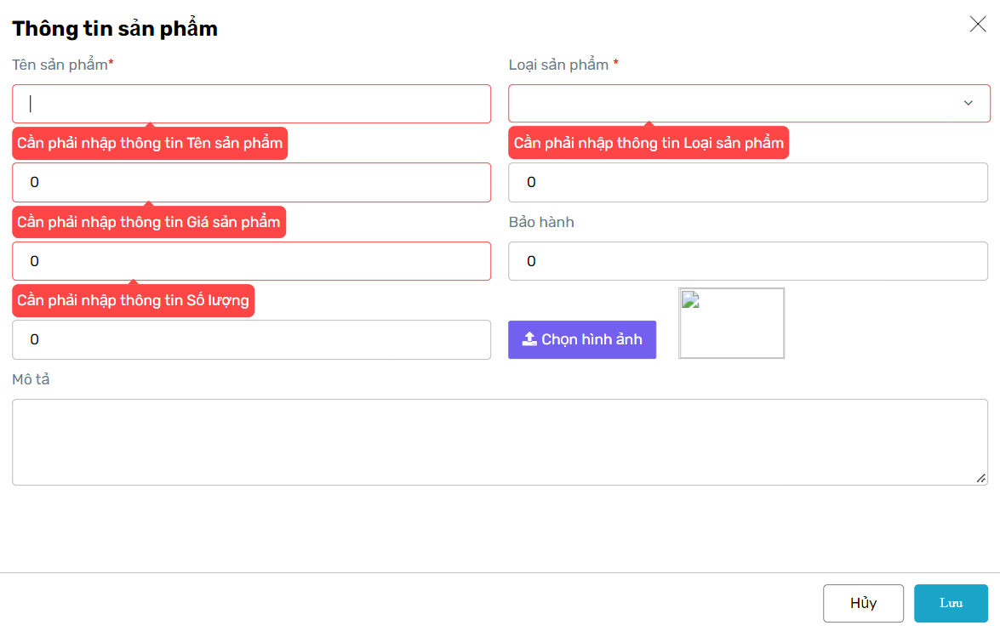 Thông tin sản phẩm
Tên sản phẩm*
Loại sản phẩm *
Cần phải nhập thông tin Tên sản phẩm
Cần phải nhập thông tin Loại sản phẩm
0
0
Cần phải nhập thông tin Giá sản phẩm
Bảo hành
0
0
Cần phải nhập thông tin Số lượng
0
Chọn hình ảnh
Mô tả
Hủy
Lưu